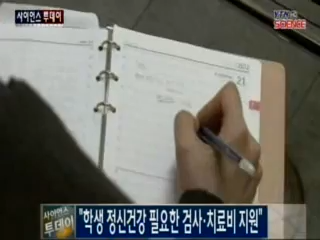 사이언스 투데이
YTN SCIENCE
21
사이언스
투데이
"학생 정신건강 필요한 검사·치료비 지원"